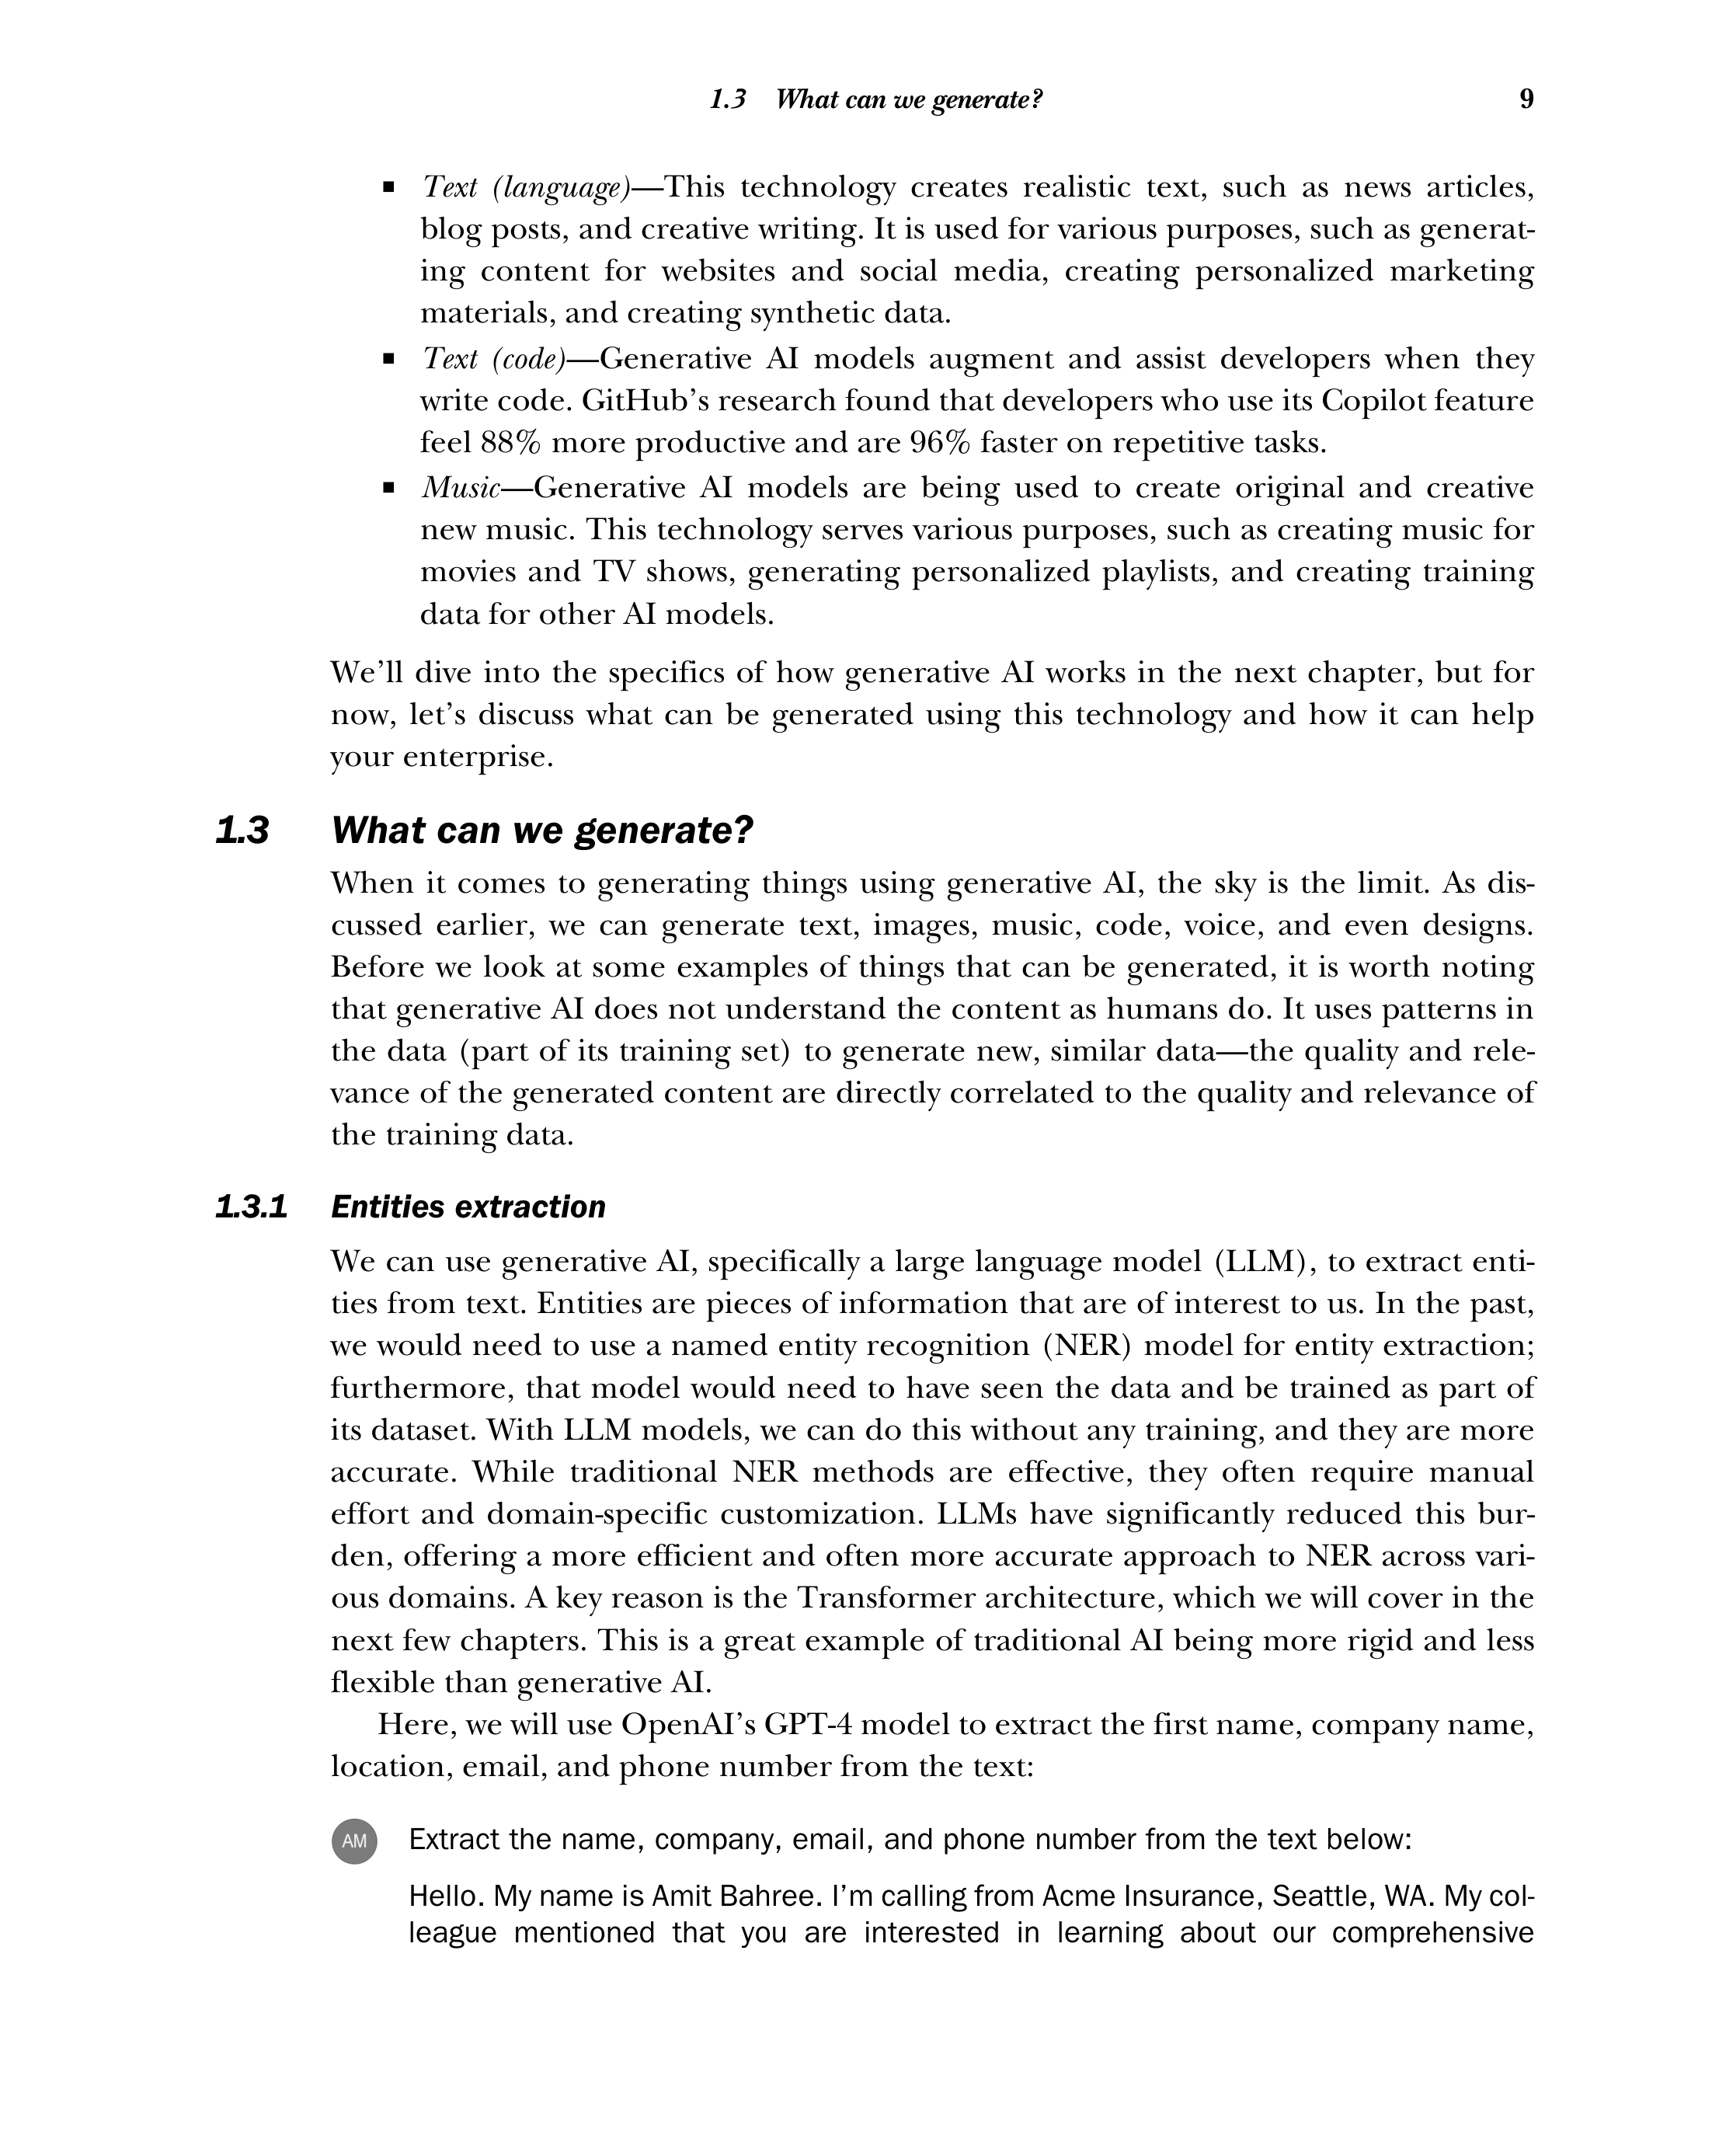 1.3 What can we generate? 9
■ Text (language)—This technology creates realistic text, such as news articles,
blog posts, and creative writing. It is used for various purposes, such as generat-
ing content for websites and social media, creating personalized marketing
materials, and creating synthetic data.
■ Text (code)—Generative AI models augment and assist developers when they
write code. GitHub’s research found that developers who use its Copilot feature
feel 88% more productive and are 96% faster on repetitive tasks.
■ Music—Generative AI models are being used to create original and creative
new music. This technology serves various purposes, such as creating music for
movies and TV shows, generating personalized playlists, and creating training
data for other AI models.
We’ll dive into the specifics of how generative AI works in the next chapter, but for
now, let’s discuss what can be generated using this technology and how it can help
your enterprise.
1.3 What can we generate?
When it comes to generating things using generative AI, the sky is the limit. As dis-
cussed earlier, we can generate text, images, music, code, voice, and even designs.
Before we look at some examples of things that can be generated, it is worth noting
that generative AI does not understand the content as humans do. It uses patterns in
the data (part of its training set) to generate new, similar data—the quality and rele-
vance of the generated content are directly correlated to the quality and relevance of
the training data.
1.3.1 Entities extraction
We can use generative AI, specifically a large language model (LLM), to extract enti-
ties from text. Entities are pieces of information that are of interest to us. In the past,
we would need to use a named entity recognition (NER) model for entity extraction;
furthermore, that model would need to have seen the data and be trained as part of
its dataset. With LLM models, we can do this without any training, and they are more
accurate. While traditional NER methods are effective, they often require manual
effort and domain-specific customization. LLMs have significantly reduced this bur-
den, offering a more efficient and often more accurate approach to NER across vari-
ous domains. A key reason is the Transformer architecture, which we will cover in the
next few chapters. This is a great example of traditional AI being more rigid and less
flexible than generative AI.
Here, we will use OpenAI’s GPT-4 model to extract the first name, company name,
location, email, and phone number from the text:
AM Extract the name, company, email, and phone number from the text below:
Hello. My name is Amit Bahree. I’m calling from Acme Insurance, Seattle, WA. My col-
league mentioned that you are interested in learning about our comprehensive